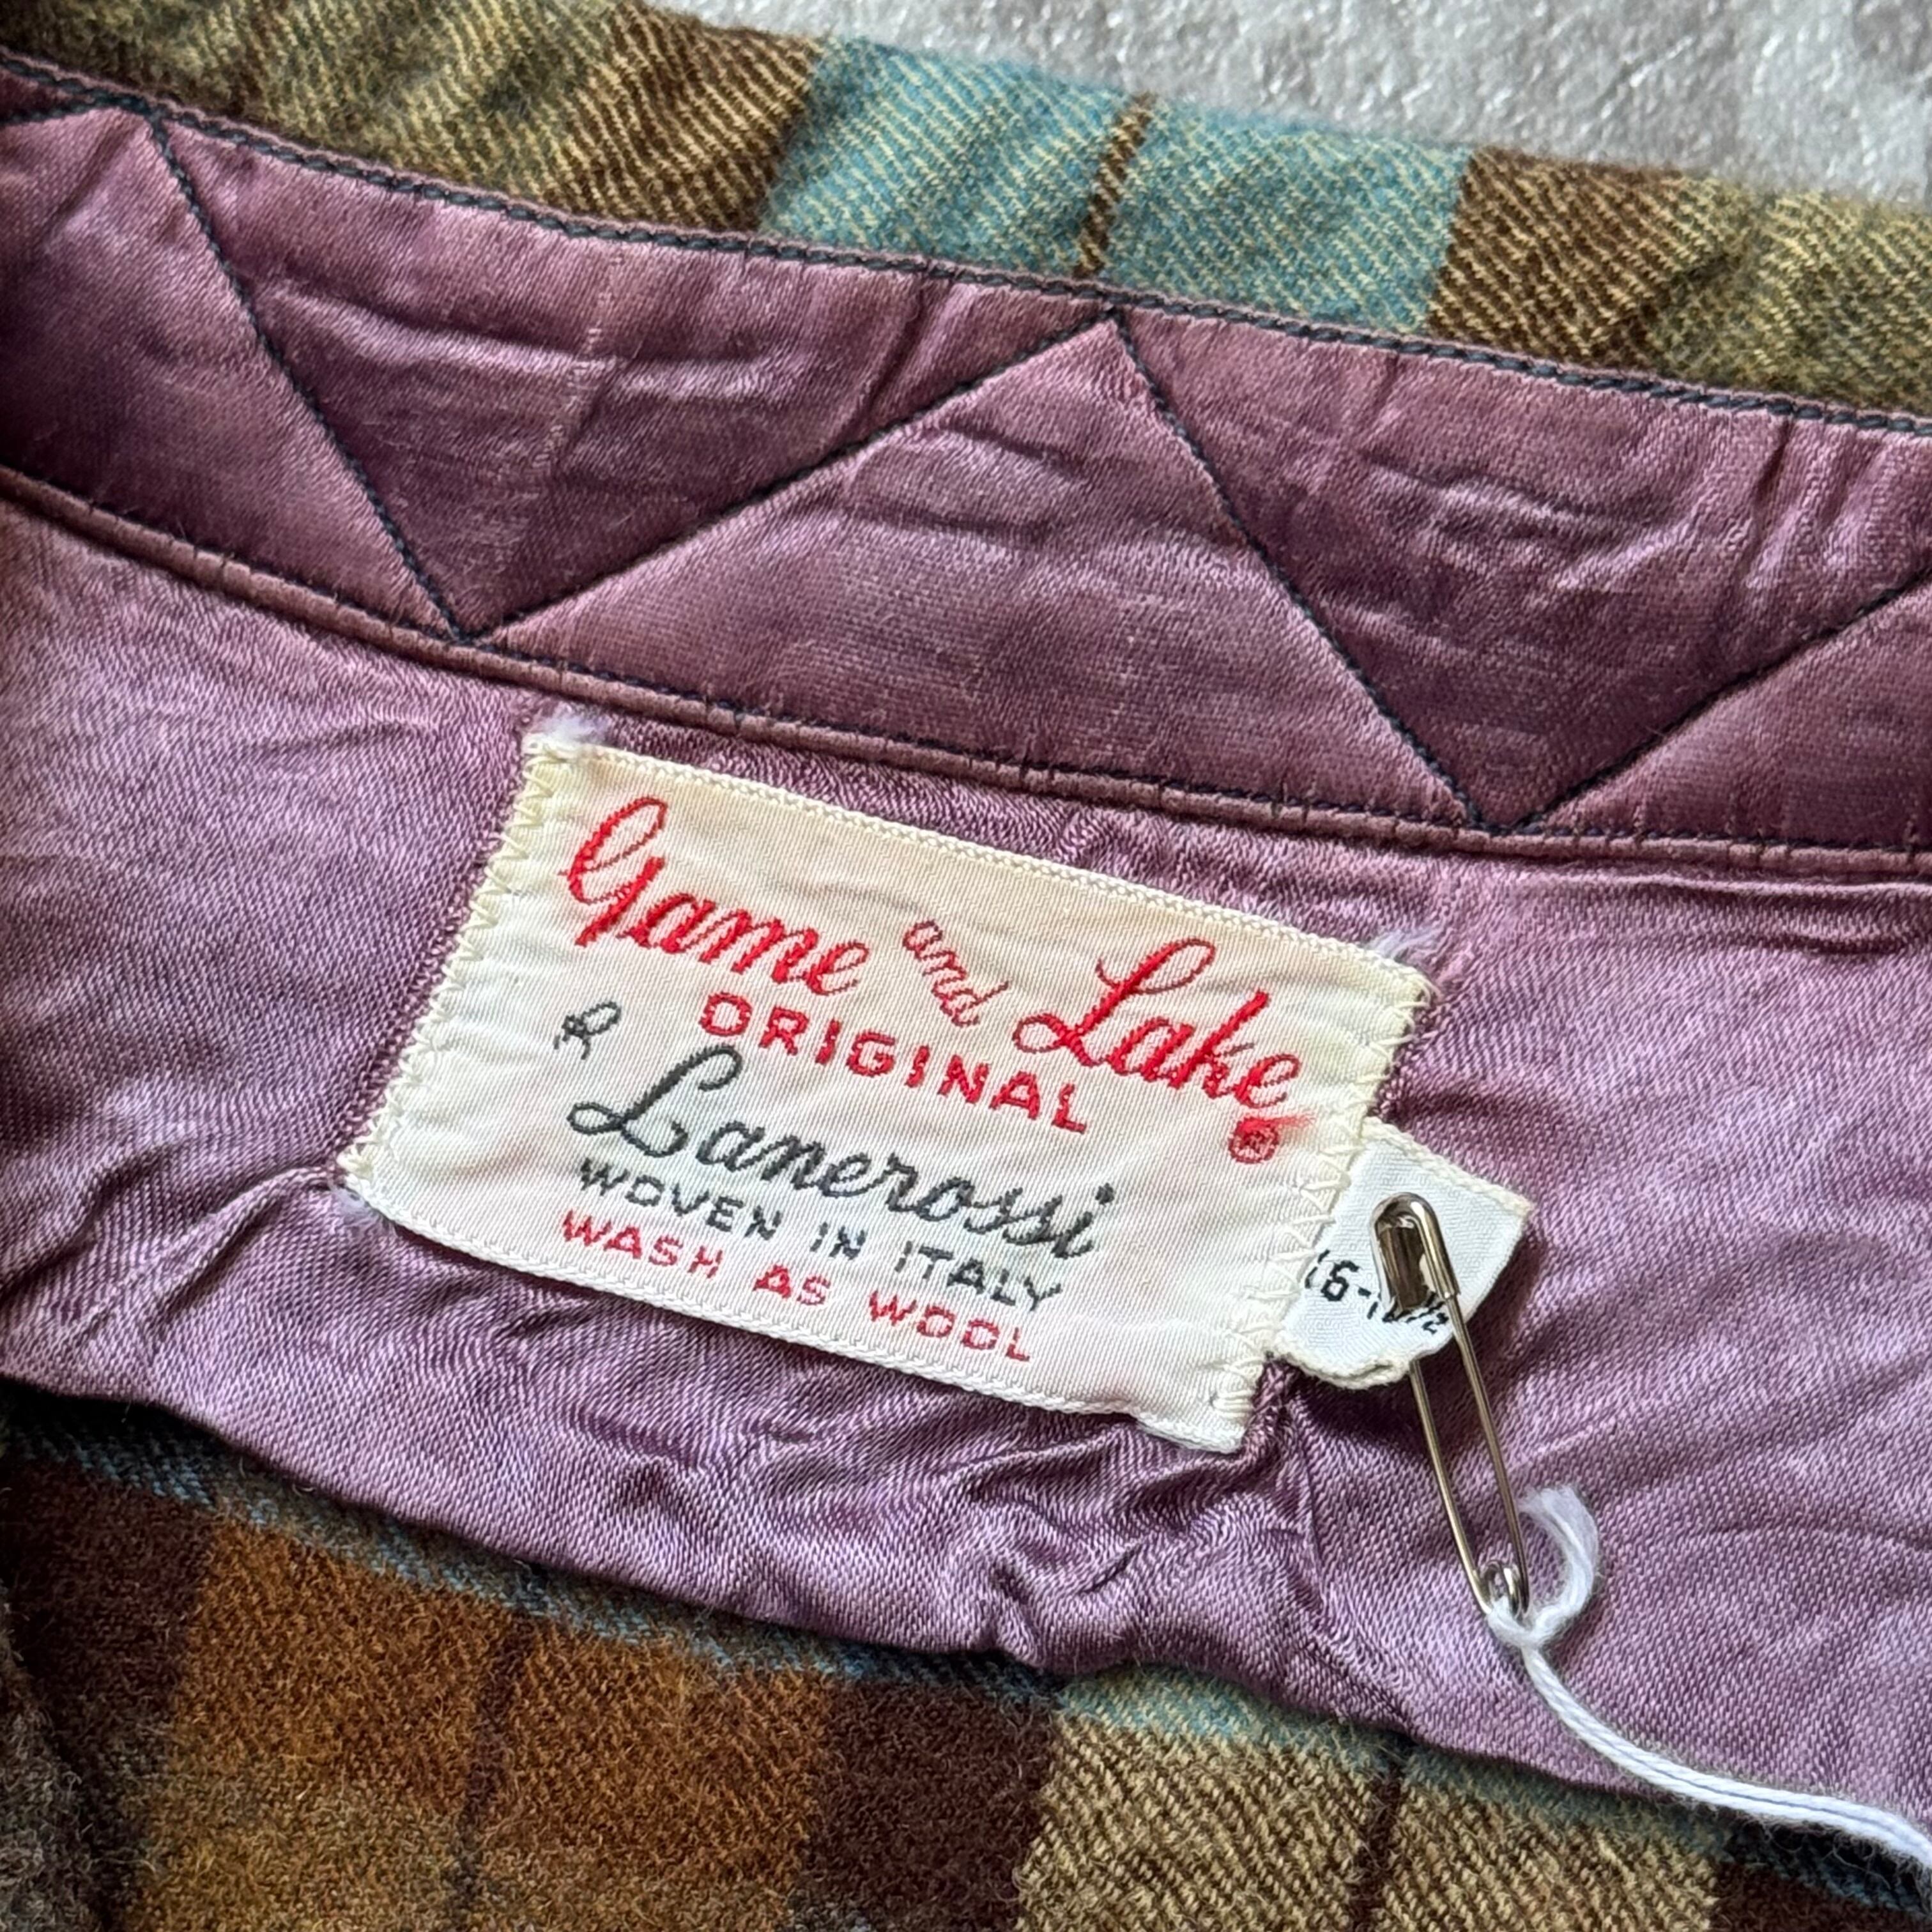 Game and Lake ®
ORIGINAL
R Lanerossi
WOVEN IN ITALY
WASH AS WOOL